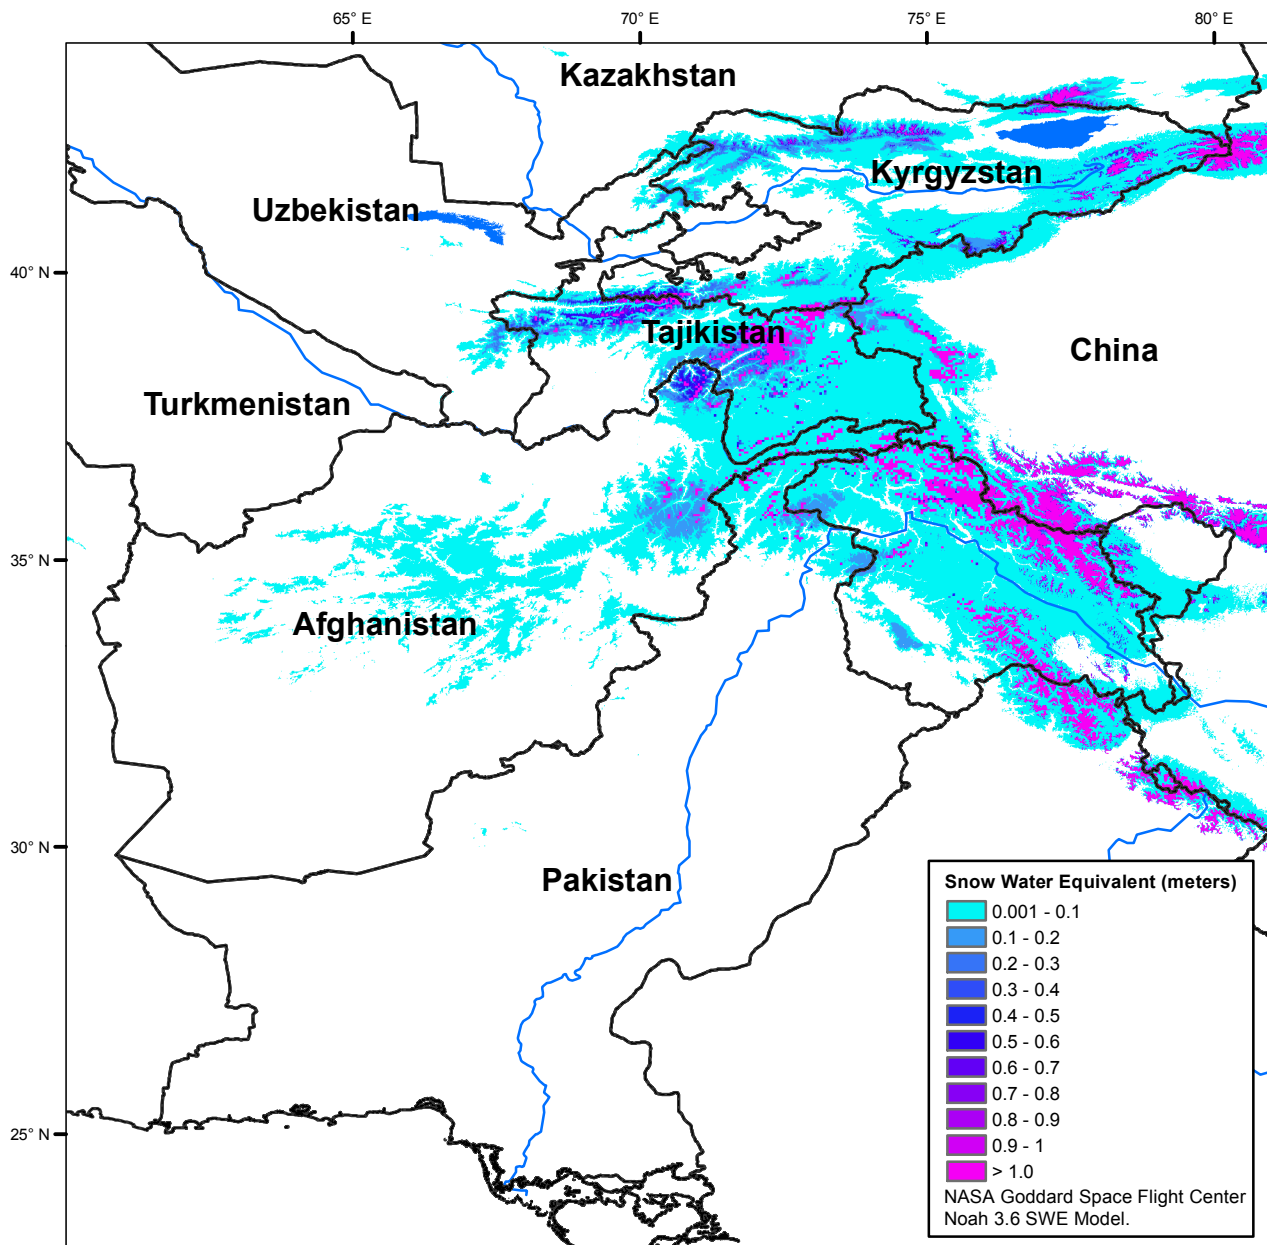 65° E
70° E
75° E
80° E
Kazakhstan
Kyrgyzstan
Uzbekistan
40° N
Tajikistan
China
Turkmenistan
35° N
Afghanistan
30° N
Pakistan
25° N
Snow Water Equivalent (meters)
0.001 - 0.1
0.1 - 0.2
0.2 - 0.3
0.3 - 0.4
0.4 - 0.5
0.5 - 0.6
0.6 - 0.7
0.7 - 0.8
0.8 - 0.9
0.9 - 1
> 1.0
NASA Goddard Space Flight Center
Noah 3.6 SWE Model.